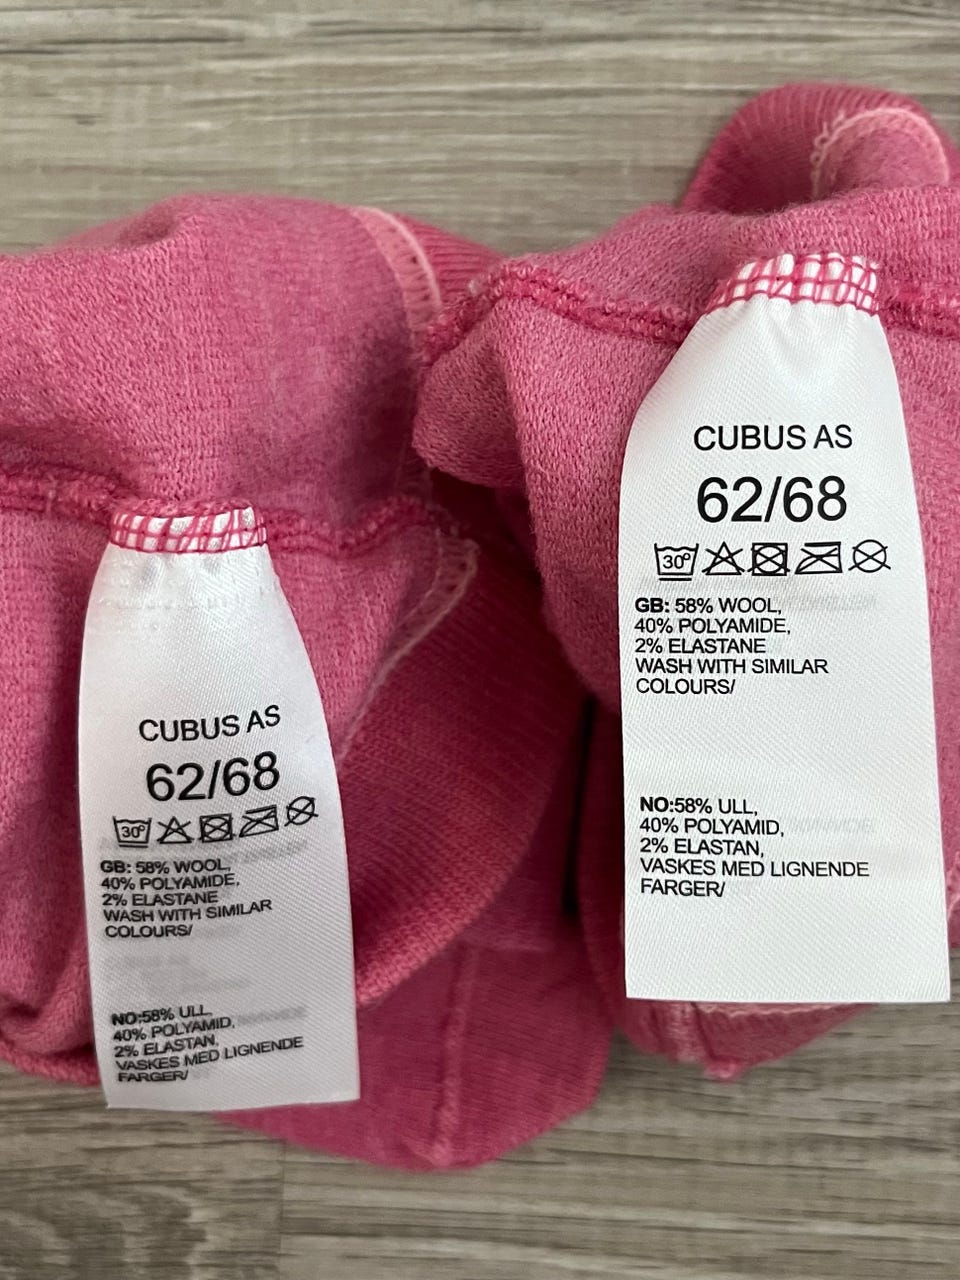 CUBUS AS
62/68
30°
GB: 58% WOOL,
40% POLYAMIDE,
2% ELASTANE
WASH WITH SIMILAR
COLOURS/
NO:58% ULL,
40% POLYAMID,
2% ELASTAN,
VASKES MED LIGNENDE
FARGER/
CUBUS AS
62/68
30°
GB: 58% WOOL,
40% POLYAMIDE,
2% ELASTANE
WASH WITH SIMILAR
COLOURS/
NO:58% ULL,
40% POLYAMID,
2% ELASTAN,
VASKES MED LIGNENDE
FARGER/